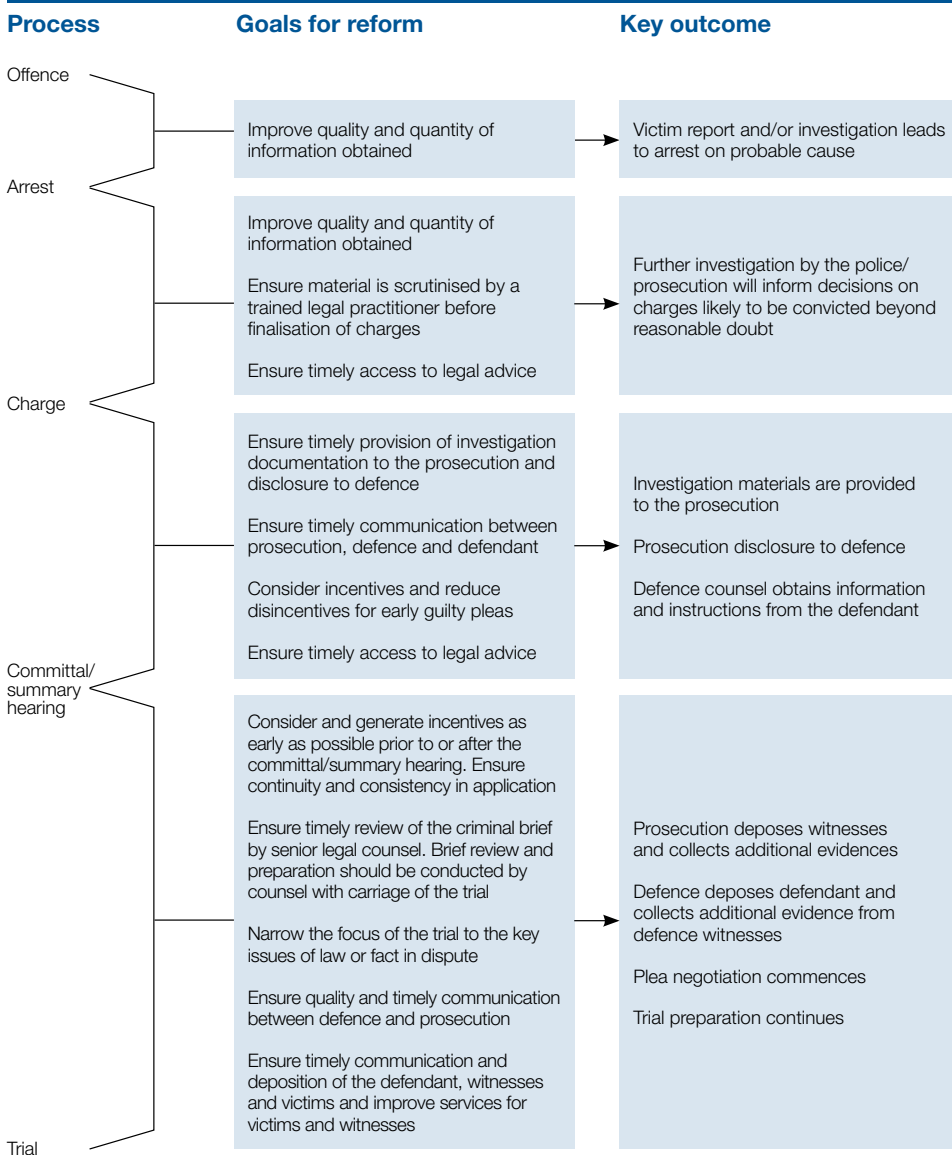 Process
Goals for reform
Key outcome
Offence
Improve quality and quantity of
information obtained
Victim report and/or investigation leads
to arrest on probable cause
Arrest
Improve quality and quantity of
information obtained
Ensure material is scrutinised by a
trained legal practitioner before
finalisation of charges
Ensure timely access to legal advice
Further investigation by the police/
prosecution will inform decisions on
charges likely to be convicted beyond
reasonable doubt
Charge
Ensure timely provision of investigation
documentation to the prosecution and
disclosure to defence
Ensure timely communication between
prosecution, defence and defendant
Consider incentives and reduce
disincentives for early guilty pleas
Ensure timely access to legal advice
Investigation materials are provided
to the prosecution
Prosecution disclosure to defence
Defence counsel obtains information
and instructions from the defendant
Committal/
summary
hearing
Consider and generate incentives as
early as possible prior to or after the
committal/summary hearing. Ensure
continuity and consistency in application
Ensure timely review of the criminal brief
by senior legal counsel. Brief review and
preparation should be conducted by
counsel with carriage of the trial
Narrow the focus of the trial to the key
issues of law or fact in dispute
Ensure quality and timely communication
between defence and prosecution
Ensure timely communication and
deposition of the defendant, witnesses
and victims and improve services for
victims and witnesses
Prosecution deposes witnesses
and collects additional evidences
Defence deposes defendant and
collects additional evidence from
defence witnesses
Plea negotiation commences
Trial preparation continues
Trial